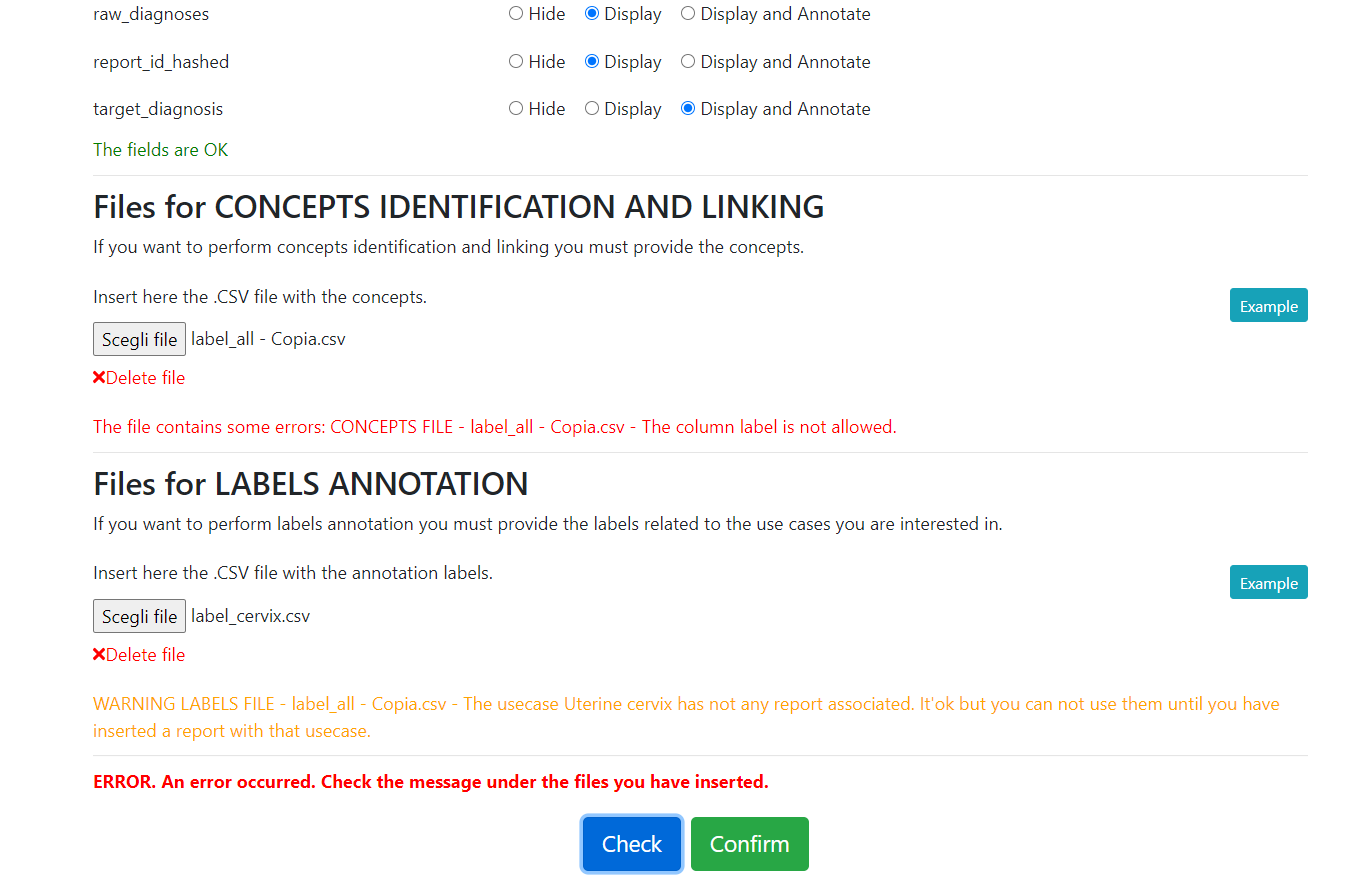 raw_diagnoses Hide Display Display and Annotate
report_id_hashed Hide Display Display and Annotate
target_diagnosis Hide Display Display and Annotate
The fields are OK
Files for CONCEPTS IDENTIFICATION AND LINKING
If you want to perform concepts identification and linking you must provide the concepts.
Insert here the .CSV file with the concepts.
Example
Scegli file label_all - Copia.csv
Delete file
The file contains some errors: CONCEPTS FILE - label_all - Copia.csv - The column label is not allowed.
Files for LABELS ANNOTATION
If you want to perform labels annotation you must provide the labels related to the use cases you are interested in.
Insert here the .CSV file with the annotation labels.
Example
Scegli file label_cervix.csv
Delete file
WARNING LABELS FILE - label_all - Copia.csv - The usecase Uterine cervix has not any report associated. It'ok but you can not use them until you have
inserted a report with that usecase.
ERROR. An error occurred. Check the message under the files you have inserted.
Check Confirm